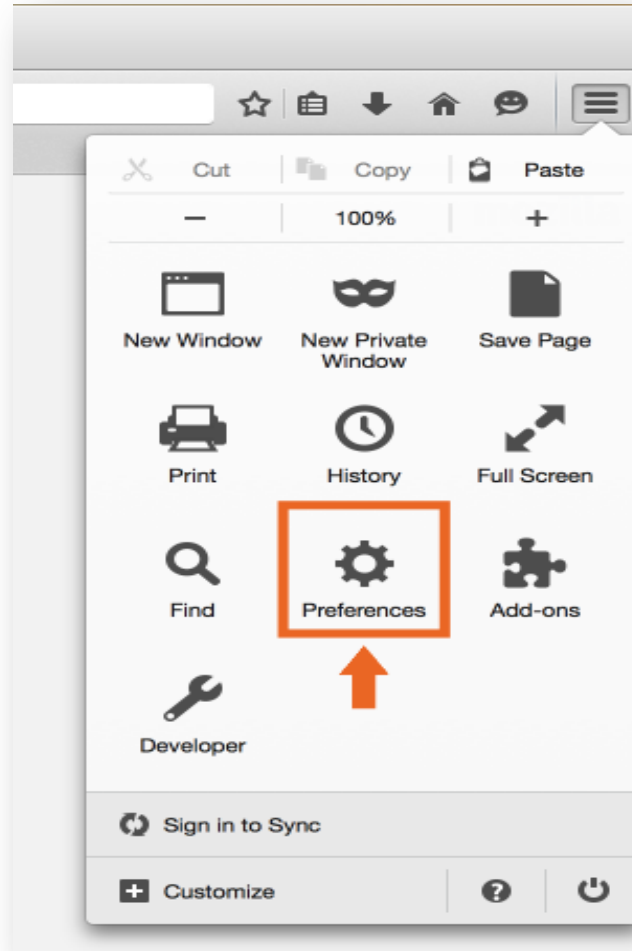 Cut Copy Paste
100%
New Window New Private Window Save Page
Print History Full Screen
Find Preferences Add-ons
Developer
Sign in to Sync
Customize